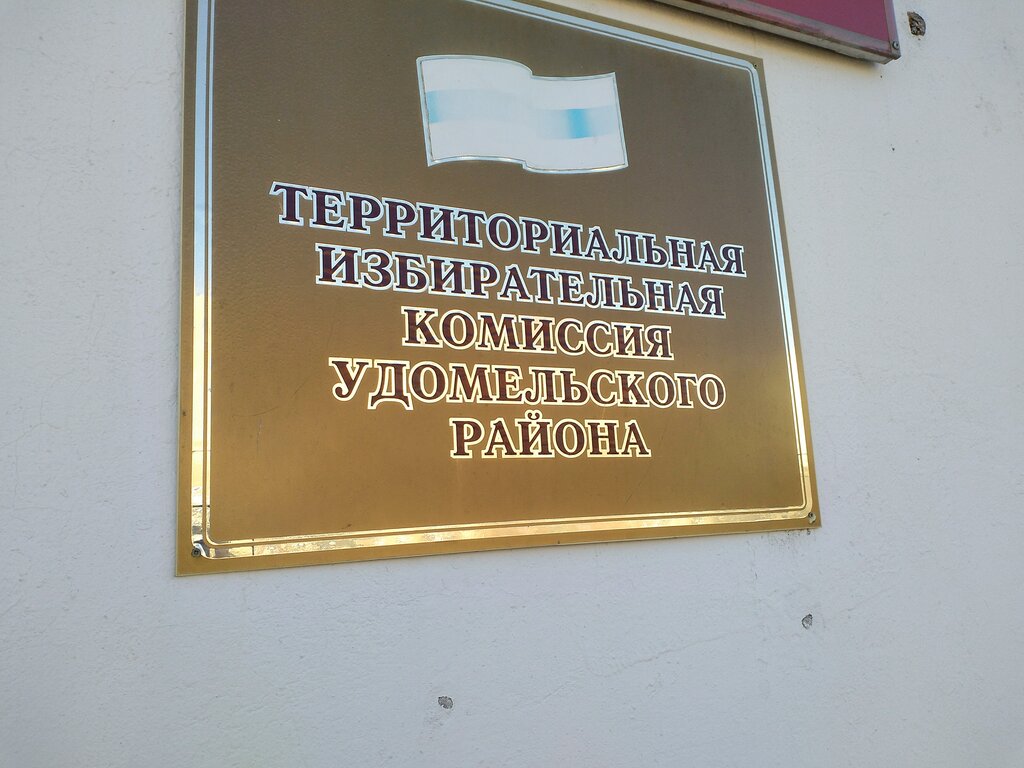 ТЕРРИТОРИАЛЬНАЯ
ИЗБИРАТЕЛЬНАЯ
КОМИССИЯ
УДОМЕЛЬСКОГО
РАЙОНА